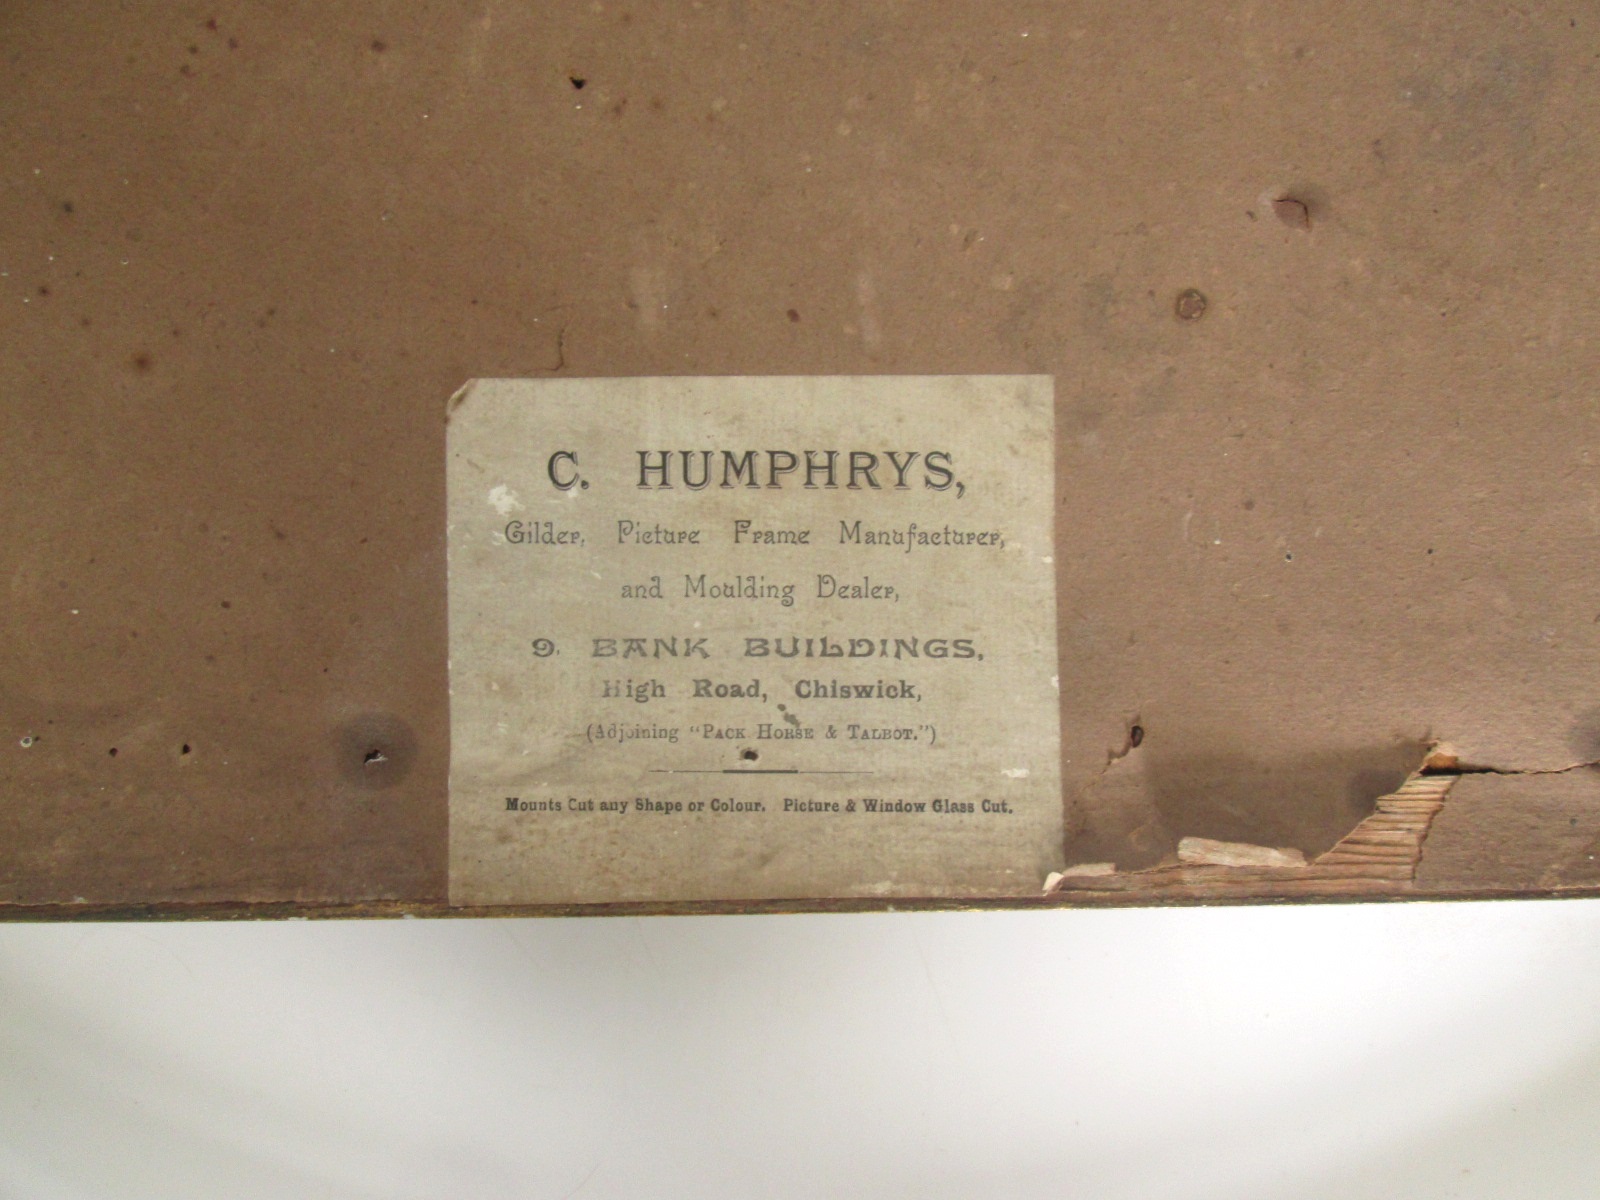 C. HUMPHRYS,
Gilder, Picture Frame Manufacturer,
and Moulding Dealer,
9, BANK BUILDINGS,
High Road, Chiswick,
(Adjoining "PACK HORSE & TALBOT.")
Mounts Cut any Shape or Colour. Picture & Window Glass Cut.